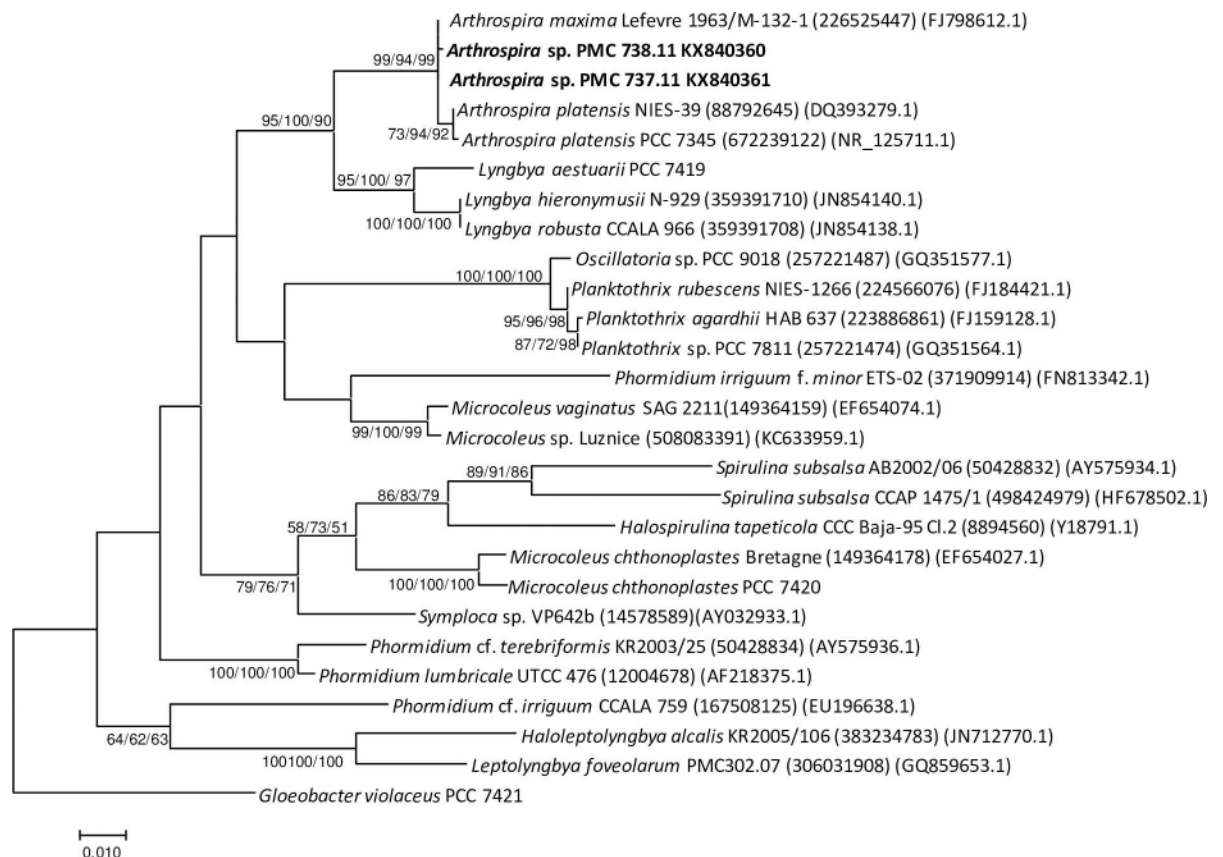 Arthrospira maxima Lefevre 1963/M-132-1 (226525447) (FJ798612.1)
Arthrospira sp. PMC 738.11 KX840360
99/94/99
Arthrospira sp. PMC 737.11 KX840361
Arthrospira platensis NIES-39 (88792645) (DQ393279.1)
95/100/90
73/94/92
Arthrospira platensis PCC 7345 (672239122) (NR_125711.1)
Lyngbya aestuarii PCC 7419
95/100/ 97
Lyngbya hieronymusii N-929 (359391710) (JN854140.1)
100/100/100
Lyngbya robusta CCALA 966 (359391708) (JN854138.1)
Oscillatoria sp. PCC 9018 (257221487) (GQ351577.1)
100/100/100
Planktothrix rubescens NIES-1266 (224566076) (FJ184421.1)
95/96/98
Planktothrix agardhii HAB 637 (223886861) (FJ159128.1)
87/72/98
Planktothrix sp. PCC 7811 (257221474) (GQ351564.1)
Phormidium irriguum f. minor ETS-02 (371909914) (FN813342.1)
Microcoleus vaginatus SAG 2211(149364159) (EF654074.1)
99/100/99
Microcoleus sp. Luznice (508083391) (KC633959.1)
89/91/86
Spirulina subsalsa AB2002/06 (50428832) (AY575934.1)
86/83/79
Spirulina subsalsa CCAP 1475/1 (498424979) (HF678502.1)
58/73/51
Halospirulina tapeticola CCC Baja-95 Cl.2 (8894560) (Y18791.1)
Microcoleus chthonoplastes Bretagne (149364178) (EF654027.1)
79/76/71
100/100/100
Microcoleus chthonoplastes PCC 7420
Symploca sp. VP642b (14578589)(AY032933.1)
Phormidium cf. terebriformis KR2003/25 (50428834) (AY575936.1)
100/100/100
Phormidium lumbricale UTCC 476 (12004678) (AF218375.1)
Phormidium cf. irriguum CCALA 759 (167508125) (EU196638.1)
64/62/63
Haloleptolyngbya alcalis KR2005/106 (383234783) (JN712770.1)
100100/100
Leptolyngbya foveolarum PMC302.07 (306031908) (GQ859653.1)
Gloeobacter violaceus PCC 7421
0.010